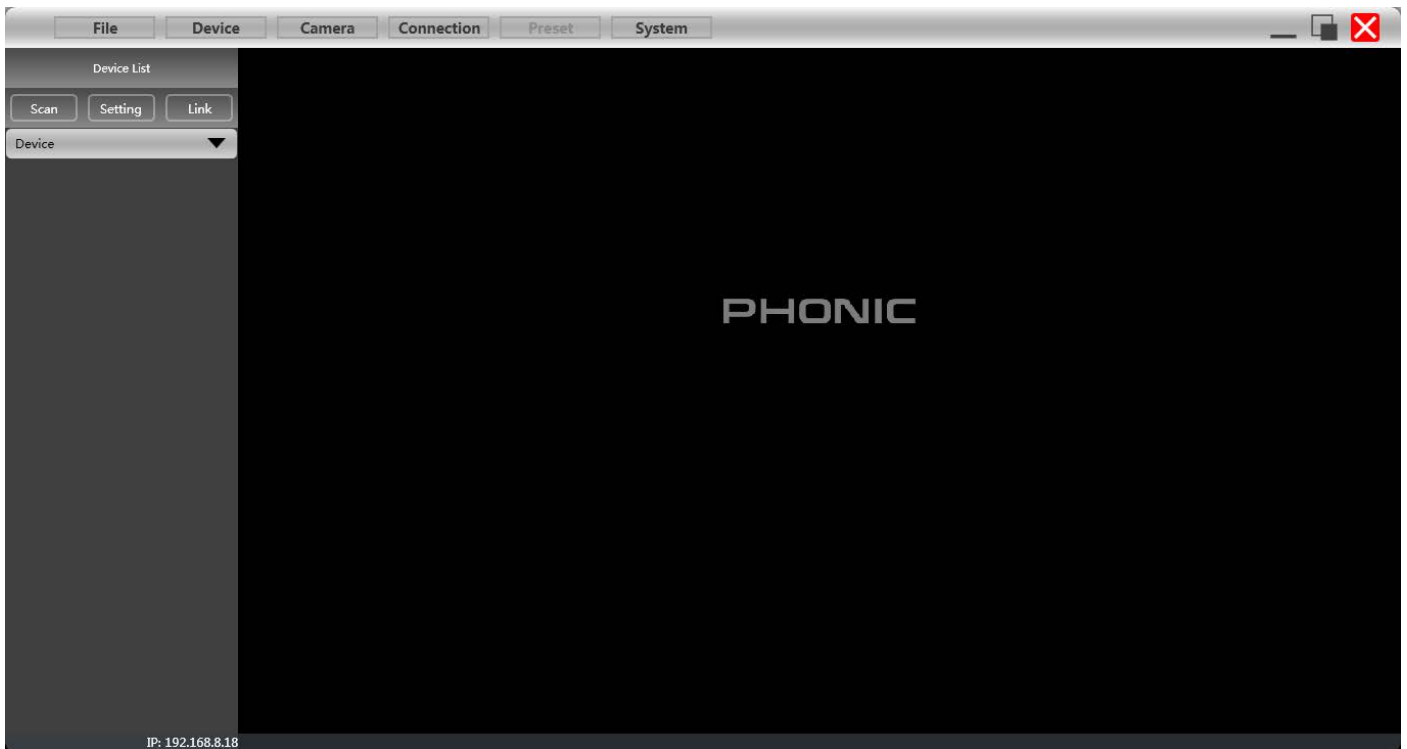 File Device Camera Connection Preset System
Device List
Scan Setting Link
Device
PHONIC
IP: 192.168.8.18